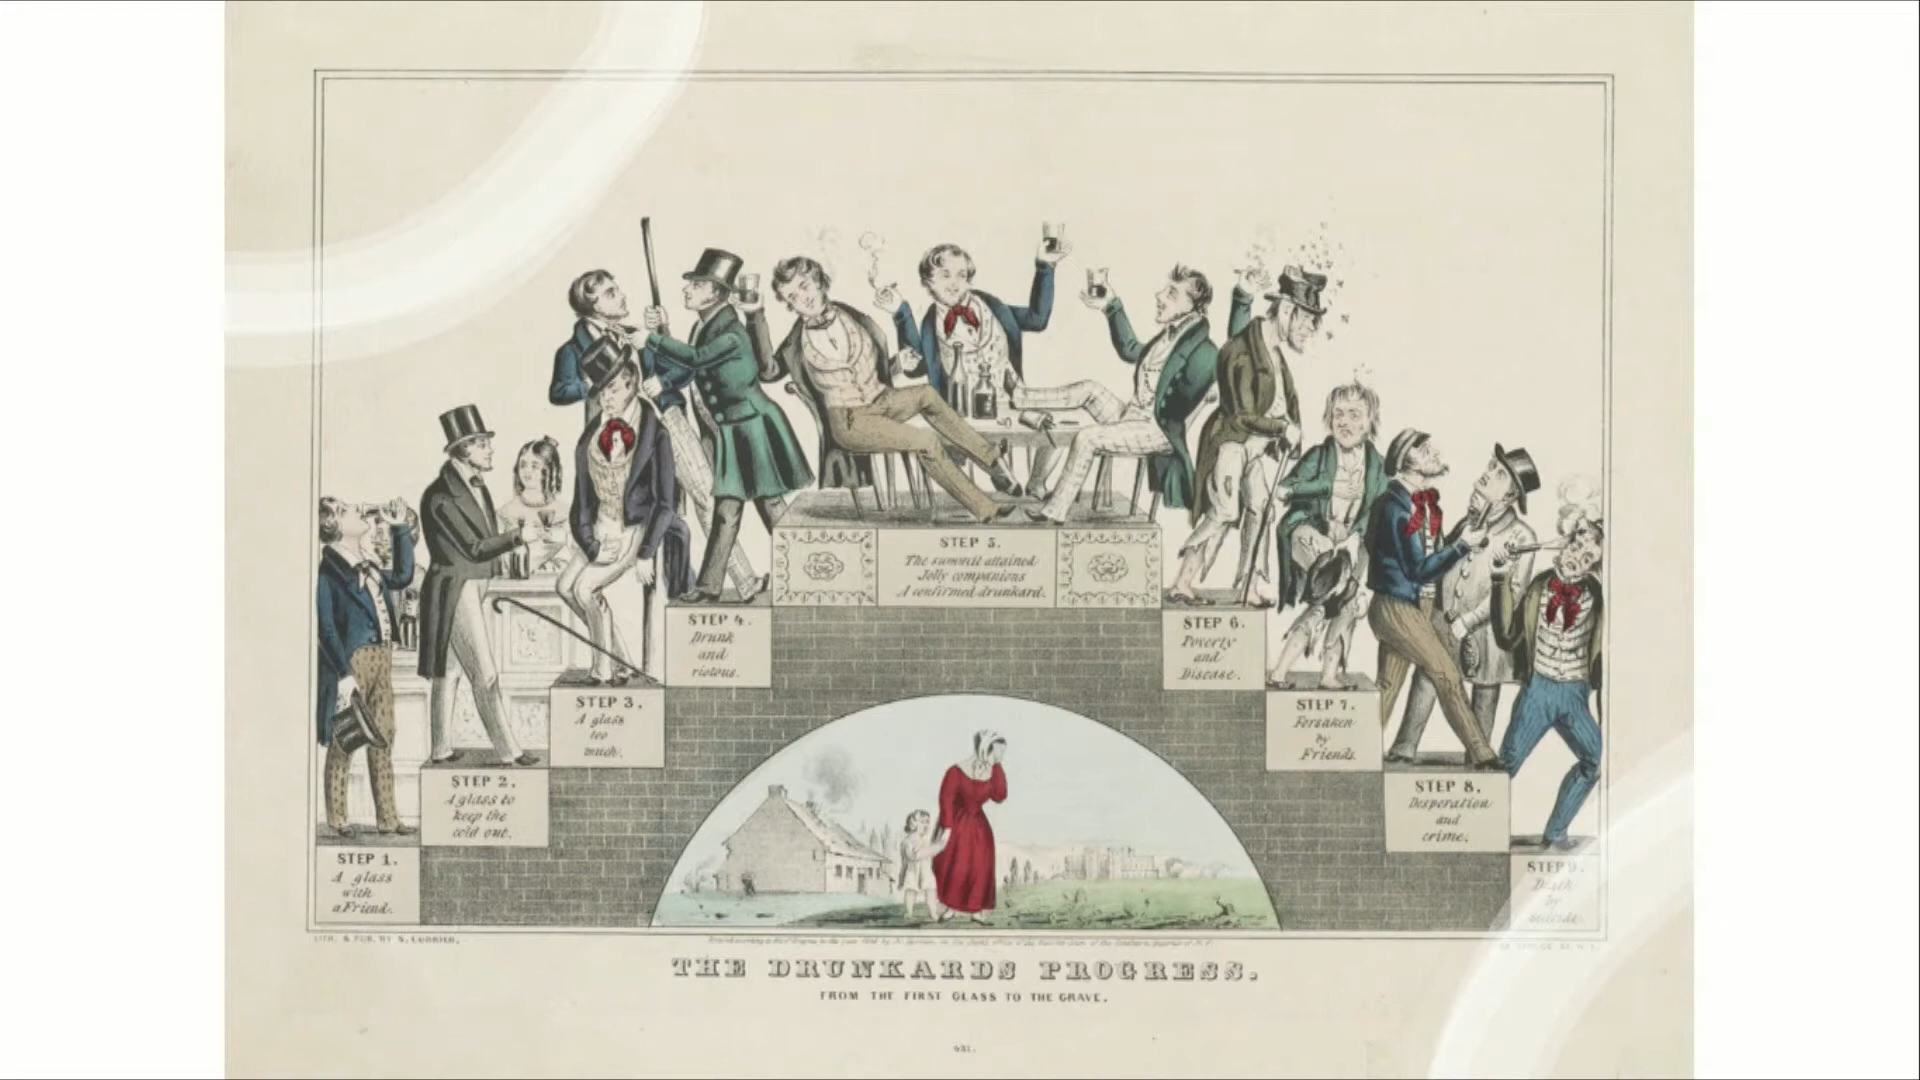 STEP 1.
A glass
with
a Friend.
STEP 2.
A glass to
keep the
cold out.
STEP 3.
A glass
too
much.
STEP 4.
Drunk
and
riotous.
STEP 5.
The summit attained
Jolly companions
A confirmed drunkard.
STEP 6.
Poverty
and
Disease.
STEP 7.
Forsaken
by
Friends.
STEP 8.
Desperation
and
crime.
STEP 9.
Death
by
suicide.
LITH. & PUB. BY N. CURRIER,
THE DRUNKARDS PROGRESS.
FROM THE FIRST GLASS TO THE GRAVE.